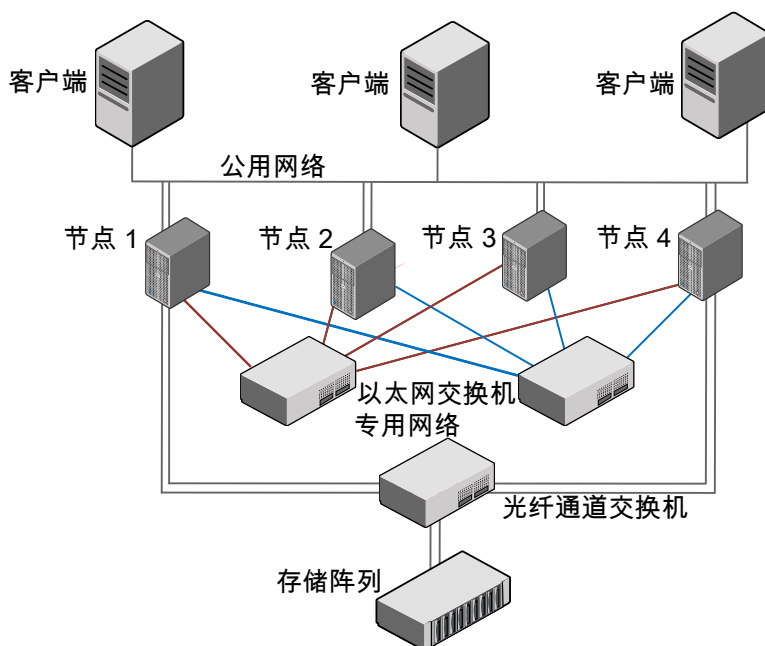 客户端
客户端
客户端
公用网络
节点 1
节点 2
节点 3
节点 4
以太网交换机
专用网络
光纤通道交换机
存储阵列